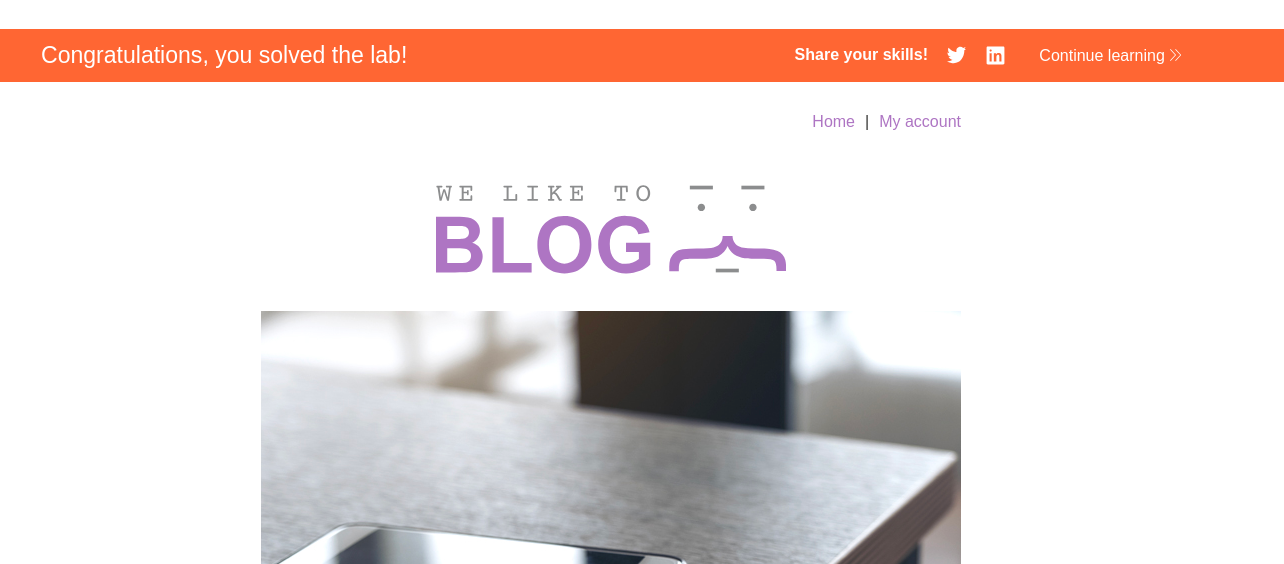 Congratulations, you solved the lab!
Share your skills!
Continue learning
Home | My account
WE LIKE TO
BLOG